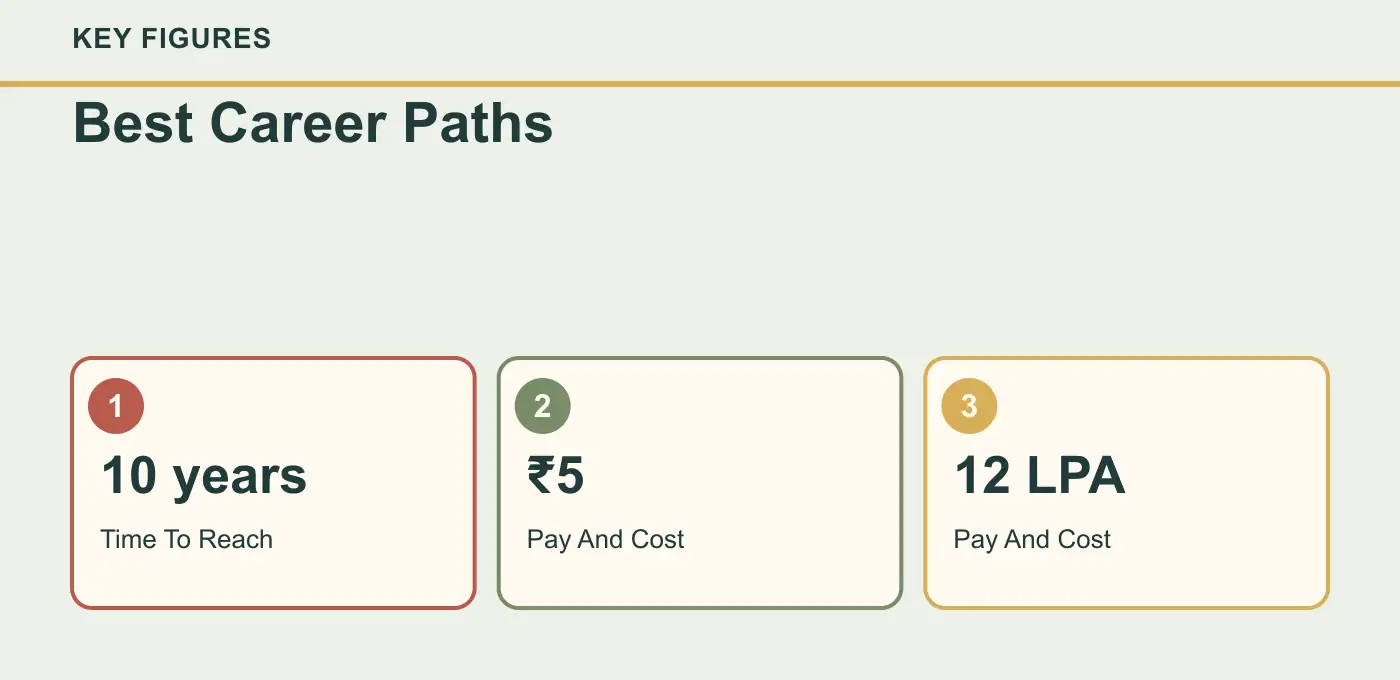 KEY FIGURES
Best Career Paths
1
10 years
Time To Reach
2
₹5
Pay And Cost
3
12 LPA
Pay And Cost